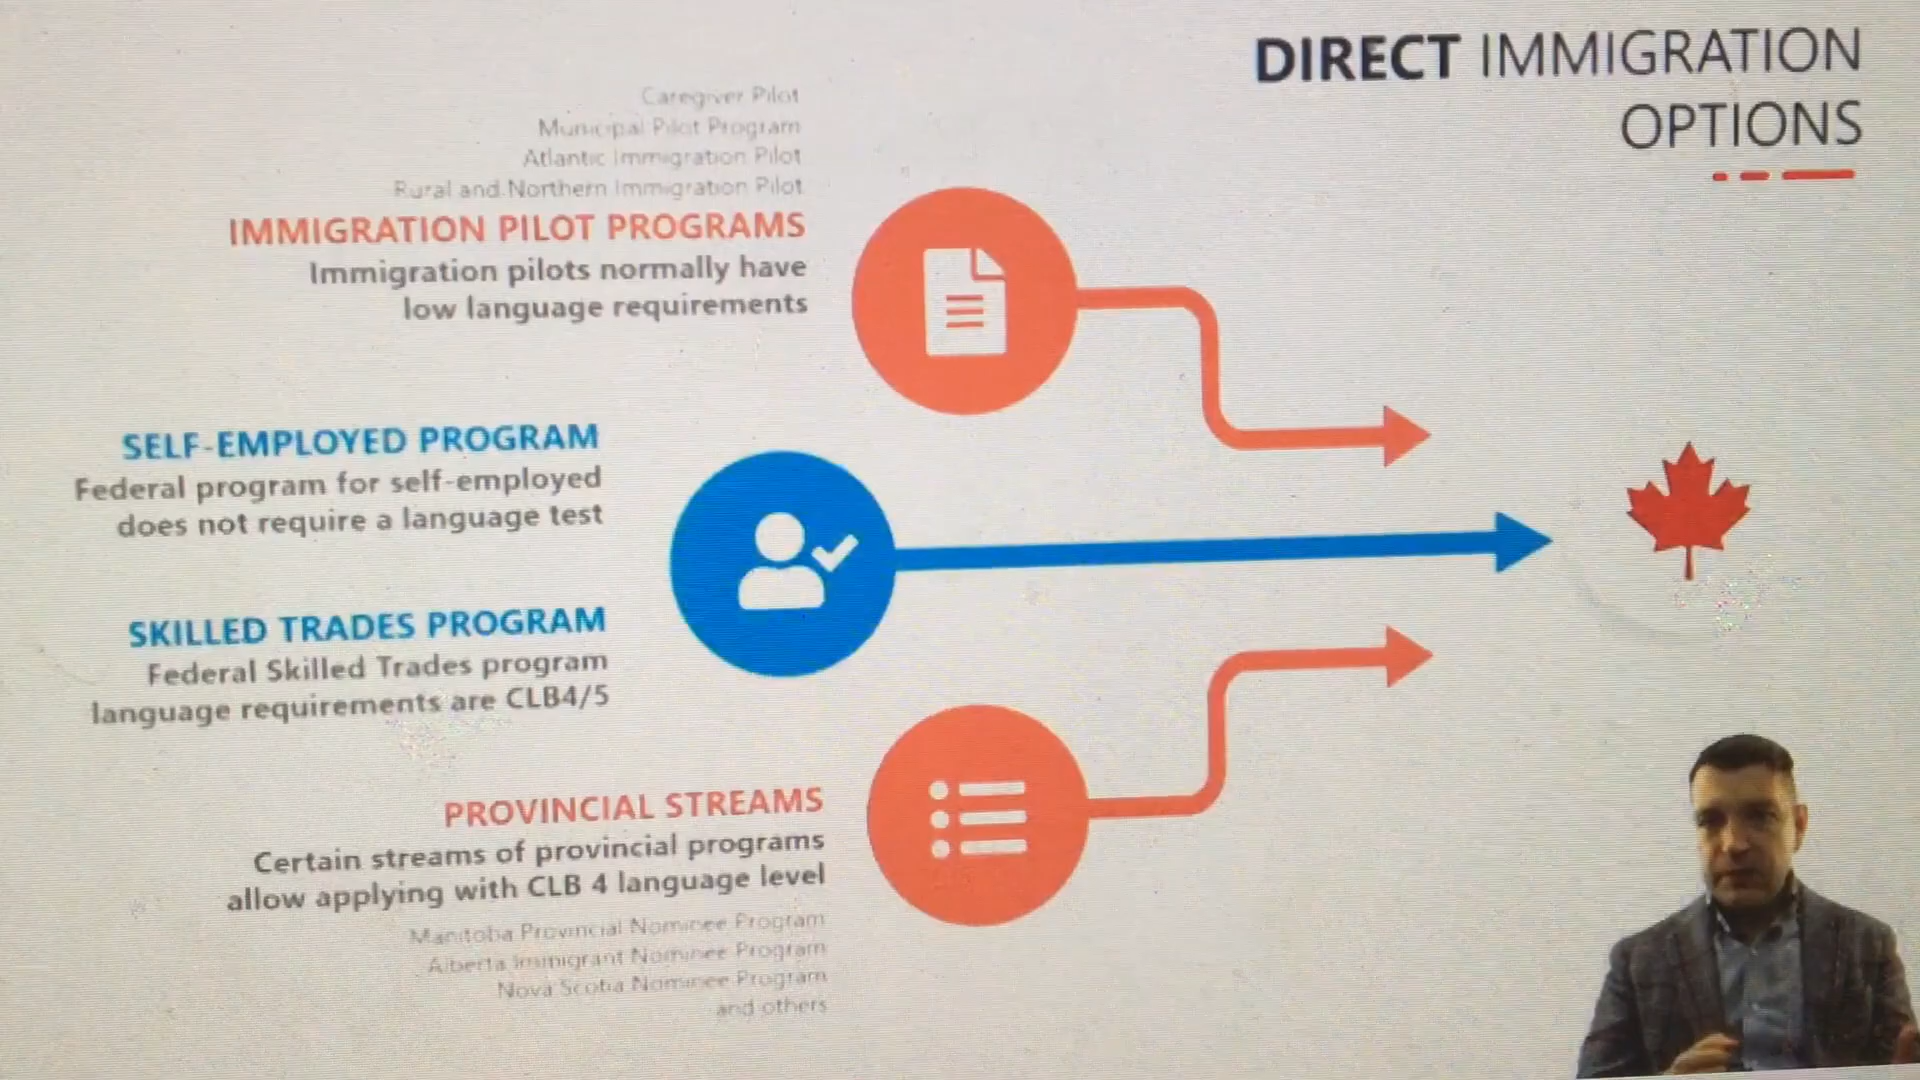 DIRECT IMMIGRATION
OPTIONS
Caregiver Pilot
Municipal Pilot Program
Atlantic Immigration Pilot
Rural and Northern Immigration Pilot
IMMIGRATION PILOT PROGRAMS
Immigration pilots normally have
low language requirements
SELF-EMPLOYED PROGRAM
Federal program for self-employed
does not require a language test
SKILLED TRADES PROGRAM
Federal Skilled Trades program
language requirements are CLB4/5
PROVINCIAL STREAMS
Certain streams of provincial programs
allow applying with CLB 4 language level
Manitoba Provincial Nominee Program
Alberta Immigrant Nominee Program
Nova Scotia Nominee Program
and others